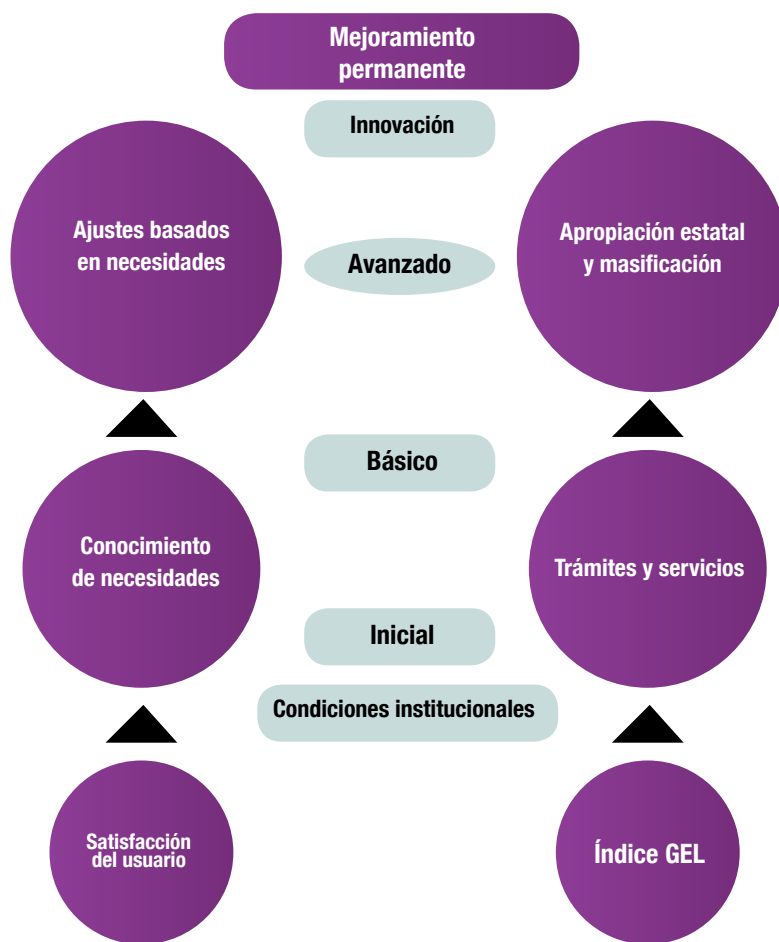 Mejoramiento
permanente
Innovación
Ajustes basados
en necesidades
Avanzado
Apropiación estatal
y masificación
Básico
Conocimiento
de necesidades
Trámites y servicios
Inicial
Condiciones institucionales
Satisfacción
del usuario
Índice GEL